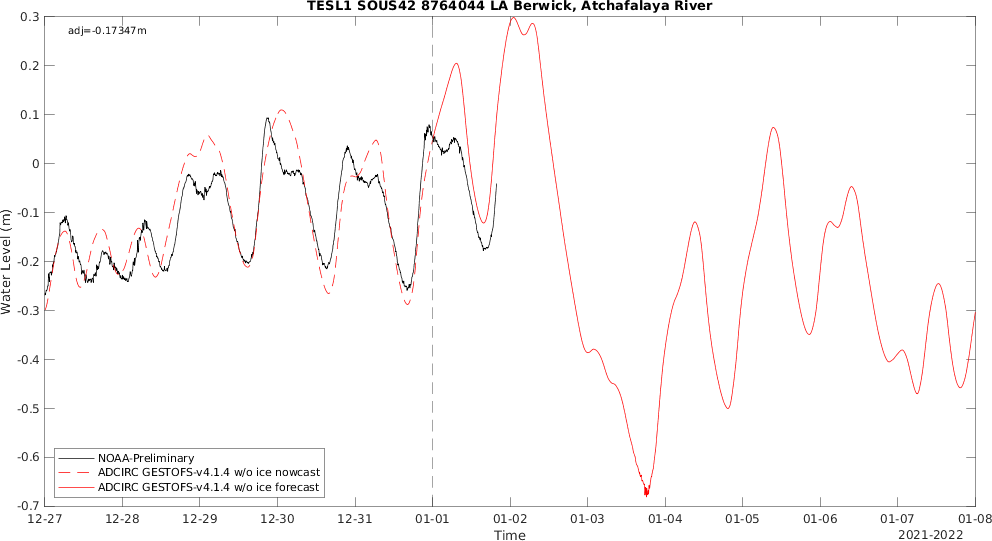 TESL1 SOUS42 8764044 LA Berwick, Atchafalaya River
adj=-0.17347m
0.3
0.2
0.1
0
-0.1
-0.2
-0.3
-0.4
-0.5
-0.6
-0.7
Water Level (m)
NOAA-Preliminary
ADCIRC GESTOFS-v4.1.4 w/o ice nowcast
ADCIRC GESTOFS-v4.1.4 w/o ice forecast
12-27 12-28 12-29 12-30 12-31 01-01 01-02 01-03 01-04 01-05 01-06 01-07 01-08
Time
2021-2022